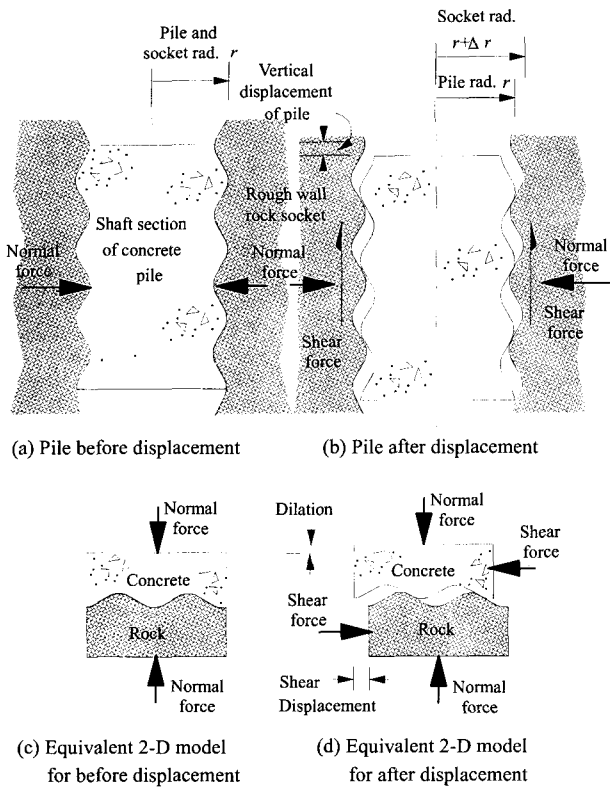 Pile and
socket rad. r
Socket rad.
r+Δ r
Pile rad. r
Vertical
displacement
of pile
Rough wall
rock socket
Shaft section
of concrete
pile
Normal
force
Normal
force
Shear
force
Normal
force
Shear
force
(a) Pile before displacement
(b) Pile after displacement
Normal
force
Concrete
Rock
Normal
force
Dilation
Normal
force
Shear
force
Concrete
Shear
force
Rock
Shear
Displacement
Normal
force
(c) Equivalent 2-D model
for before displacement
(d) Equivalent 2-D model
for after displacement